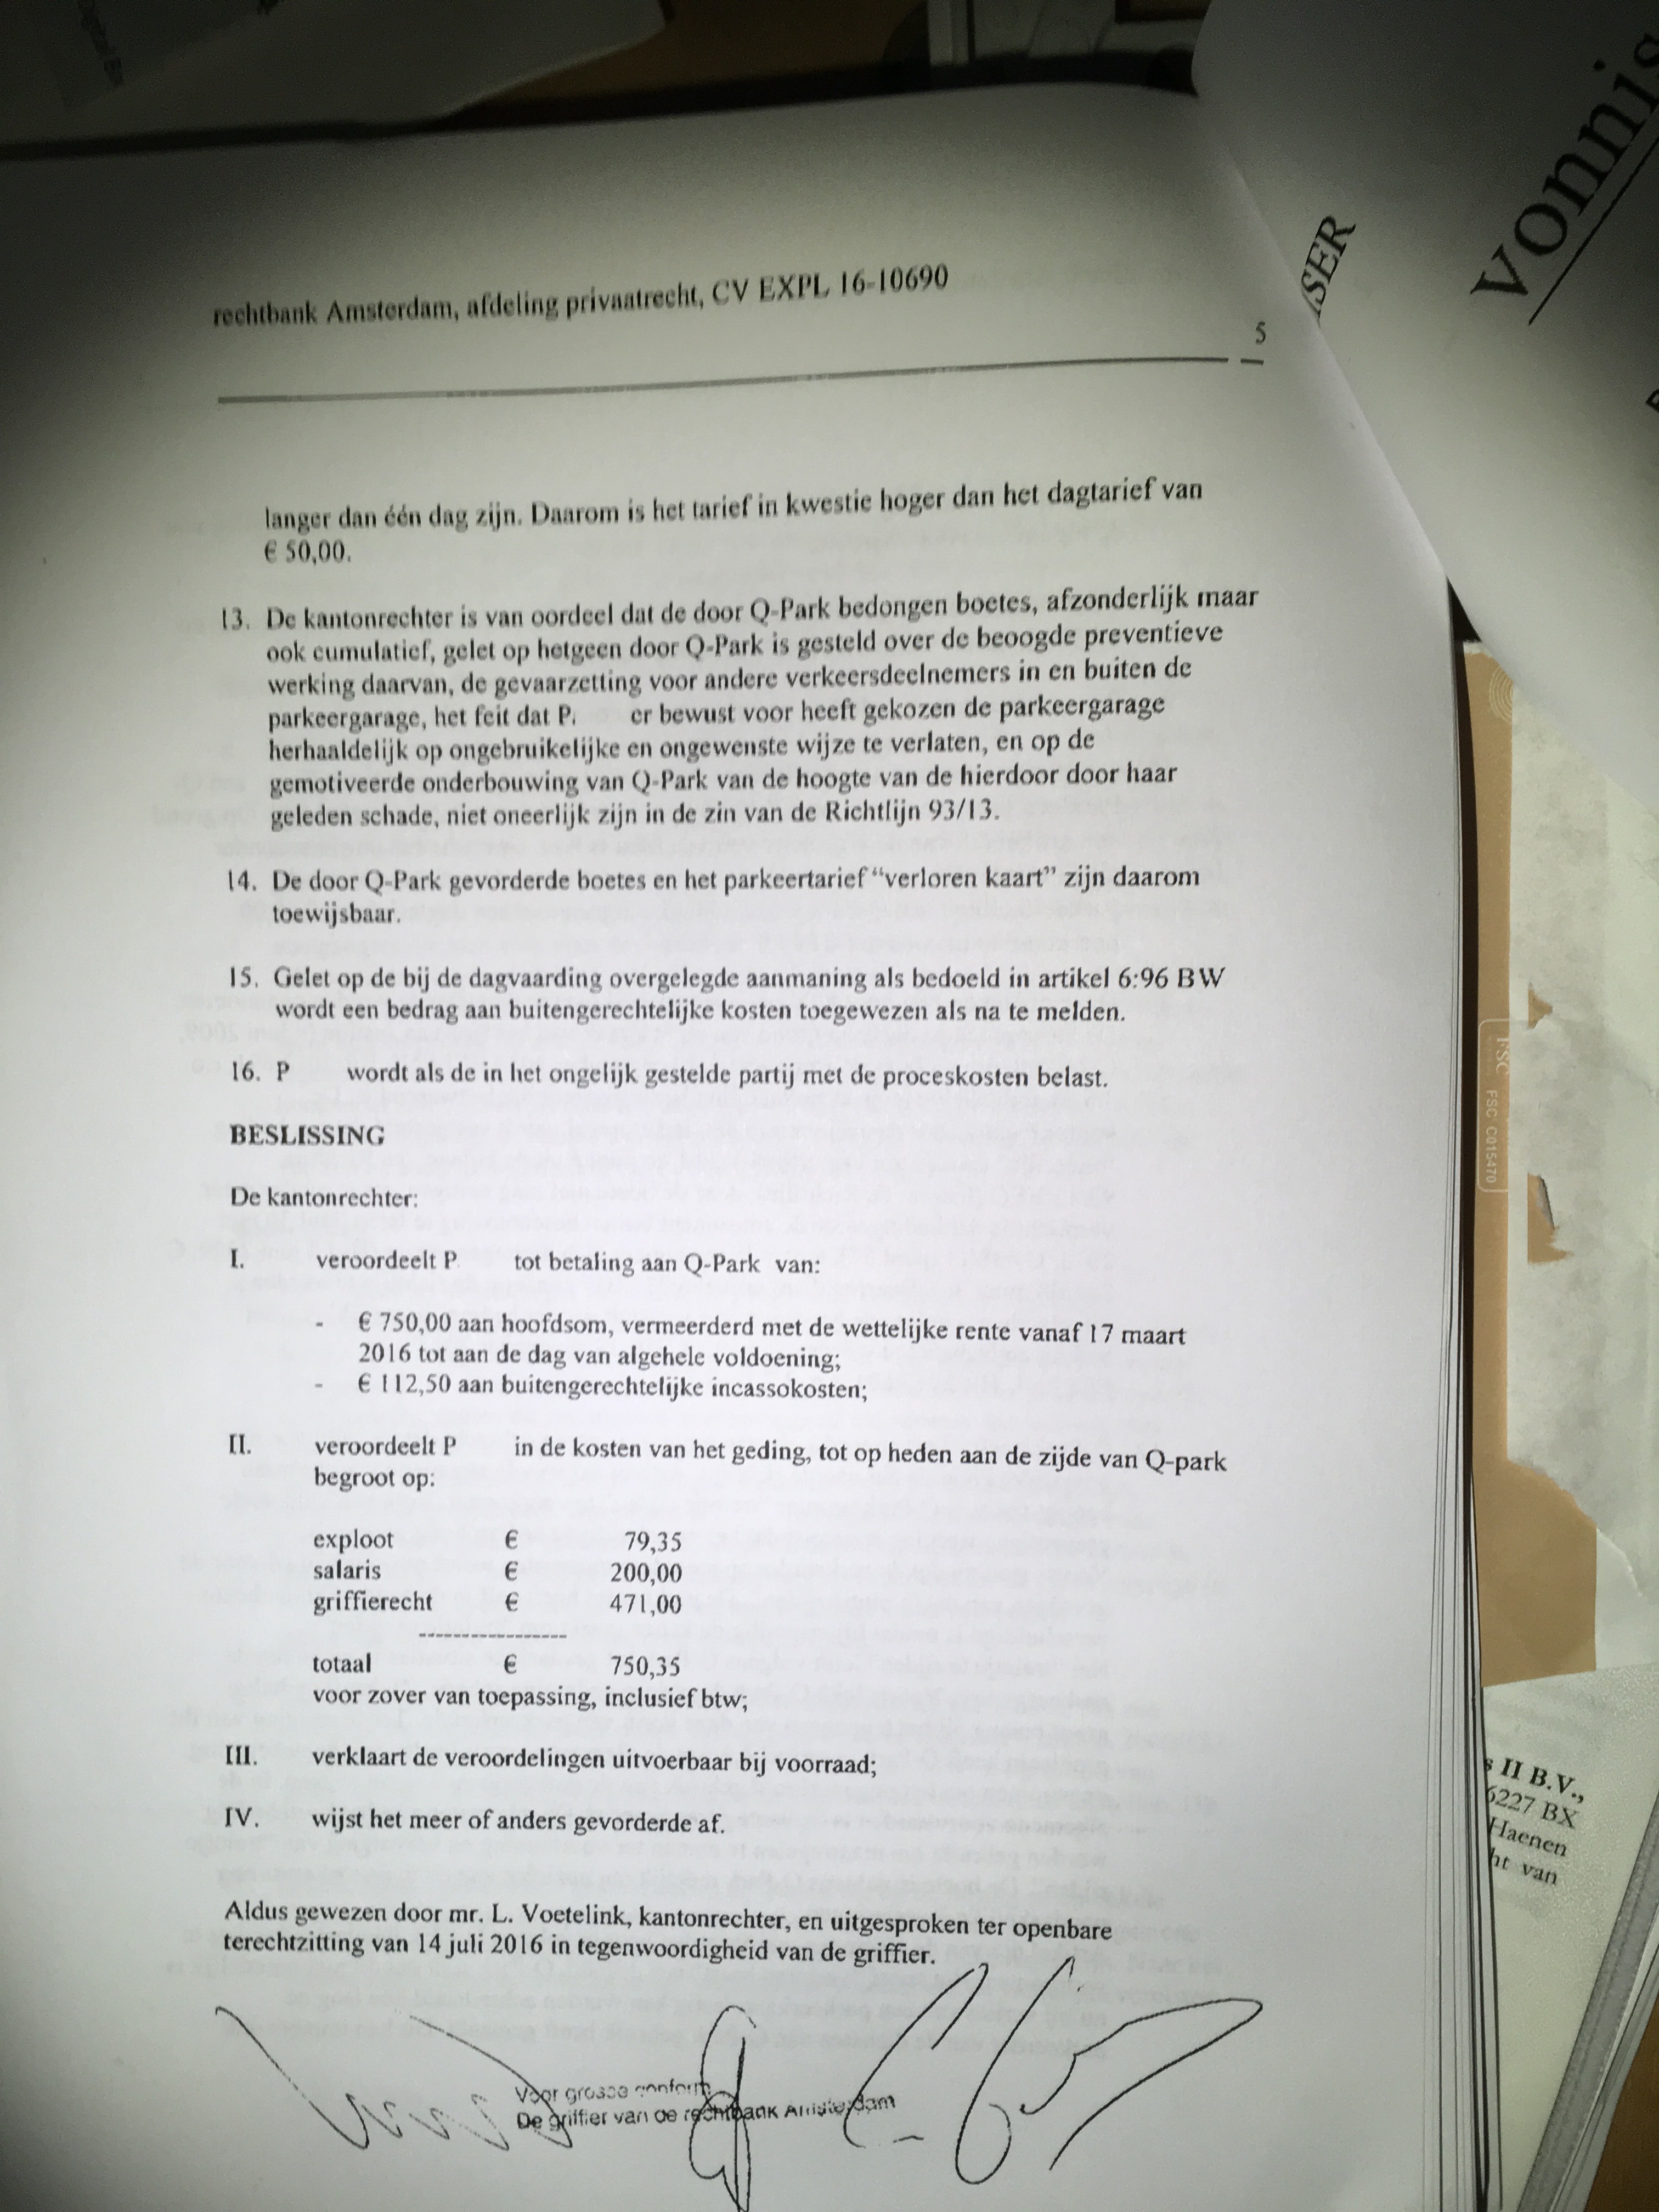 rechtbank Amsterdam, afdeling privaatrecht, CV EXPL 16-10690
5
langer dan één dag zijn. Daarom is het tarief in kwestie hoger dan het dagtarief van
€ 50,00.
13. De kantonrechter is van oordeel dat de door Q-Park bedongen boetes, afzonderlijk maar
ook cumulatief, gelet op hetgeen door Q-Park is gesteld over de beoogde preventieve
werking daarvan, de gevaarzetting voor andere verkeersdeelnemers in en buiten de
parkeergarage, het feit dat P. er bewust voor heeft gekozen de parkeergarage
herhaaldelijk op ongebruikelijke en ongewenste wijze te verlaten, en op de
gemotiveerde onderbouwing van Q-Park van de hoogte van de hierdoor door haar
geleden schade, niet oneerlijk zijn in de zin van de Richtlijn 93/13.
14. De door Q-Park gevorderde boetes en het parkeertarief “verloren kaart” zijn daarom
toewijsbaar.
15. Gelet op de bij de dagvaarding overgelegde aanmaning als bedoeld in artikel 6:96 BW
wordt een bedrag aan buitengerechtelijke kosten toegewezen als na te melden.
16. P wordt als de in het ongelijk gestelde partij met de proceskosten belast.
BESLISSING
De kantonrechter:
I. veroordeelt P tot betaling aan Q-Park van:
- € 750,00 aan hoofdsom, vermeerderd met de wettelijke rente vanaf 17 maart
2016 tot aan de dag van algehele voldoening;
- € 112,50 aan buitengerechtelijke incassokosten;
II. veroordeelt P in de kosten van het geding, tot op heden aan de zijde van Q-park
begroot op:
exploot € 79,35
salaris € 200,00
griffierecht € 471,00
-----------------
totaal € 750,35
voor zover van toepassing, inclusief btw;
III. verklaart de veroordelingen uitvoerbaar bij voorraad;
IV. wijst het meer of anders gevorderde af.
Aldus gewezen door mr. L. Voetelink, kantonrechter, en uitgesproken ter openbare
terechtzitting van 14 juli 2016 in tegenwoordigheid van de griffier.
Voor grosse conform
De griffier van de rechtbank Amsterdam
Vonnis
SER
FSC
FSC C015470
s II B.V.,
6227 BX
Haenen
ht van